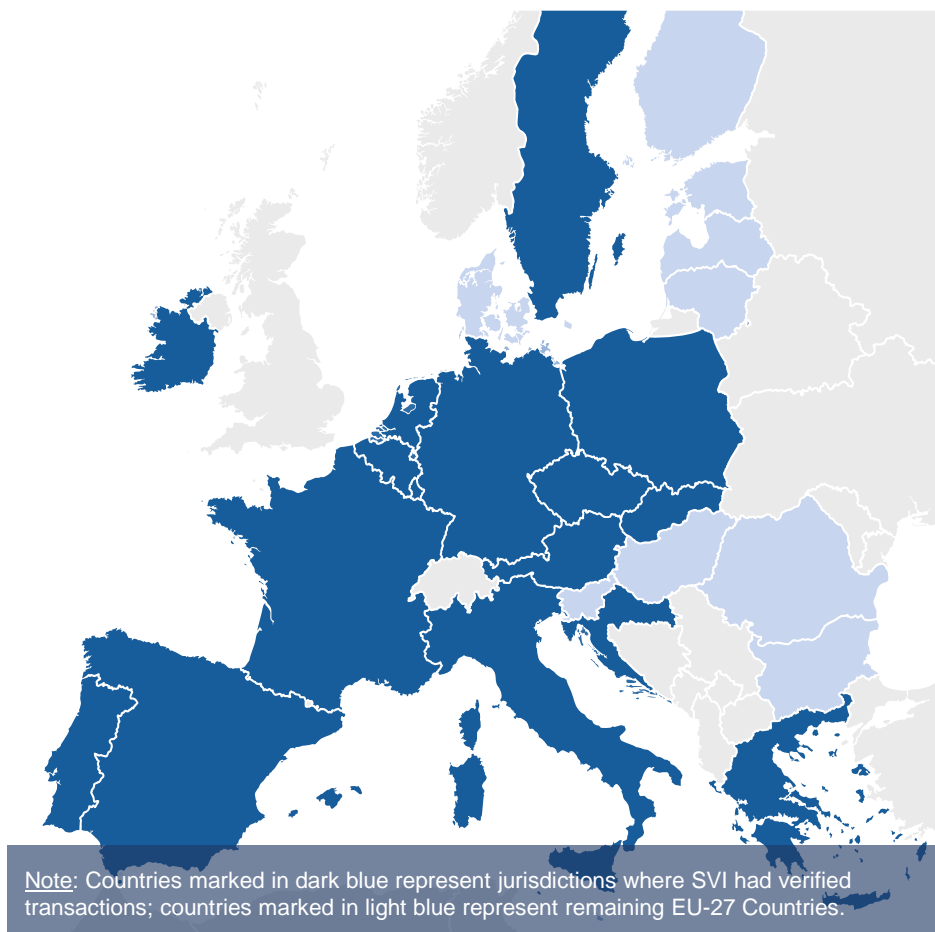 Note: Countries marked in dark blue represent jurisdictions where SVI had verified
transactions; countries marked in light blue represent remaining EU-27 Countries.